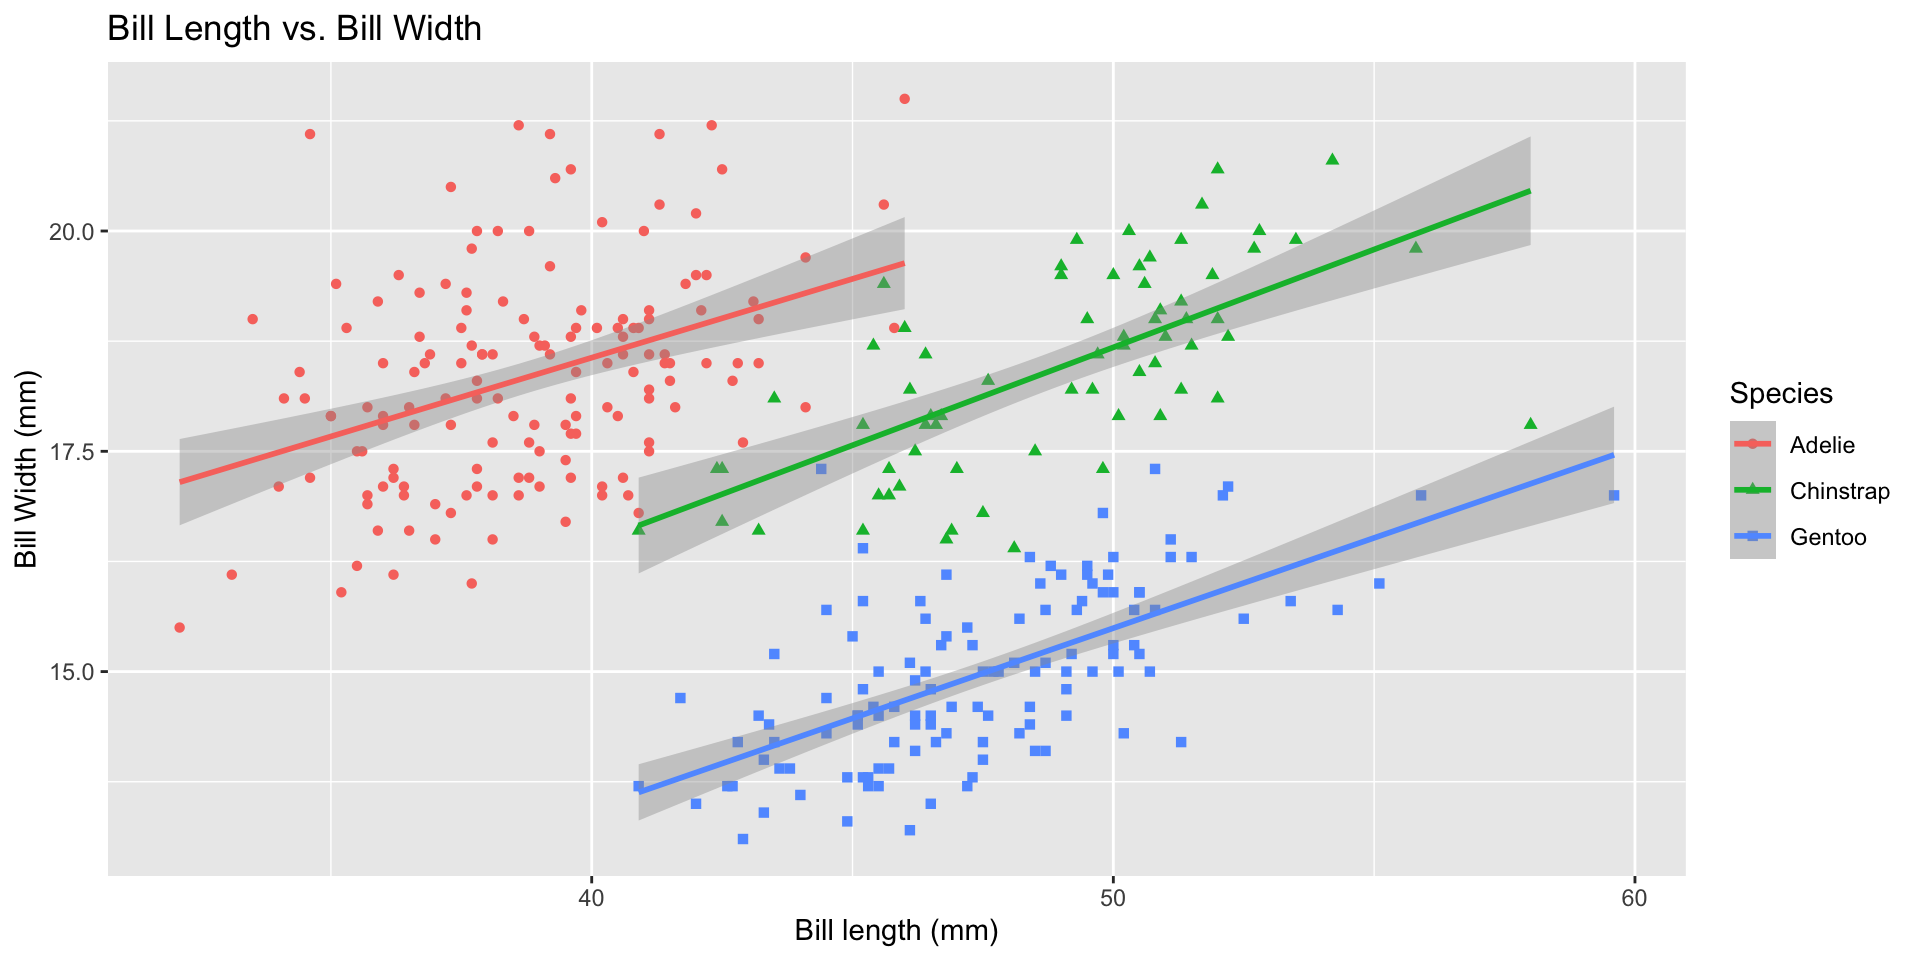 Bill Length vs. Bill Width
Bill Width (mm)
20.0
17.5
15.0
40
50
60
Bill length (mm)
Species
Adelie
Chinstrap
Gentoo